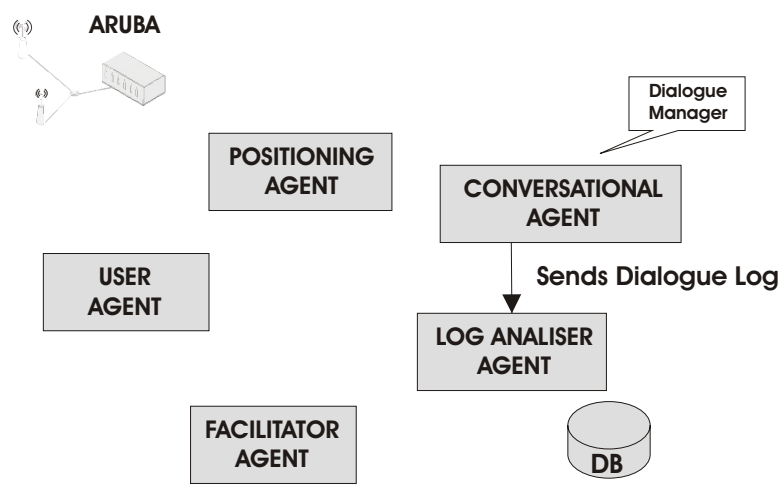 ARUBA
Dialogue
Manager
POSITIONING
AGENT
CONVERSATIONAL
AGENT
USER
AGENT
Sends Dialogue Log
LOG ANALISER
AGENT
FACILITATOR
AGENT
DB